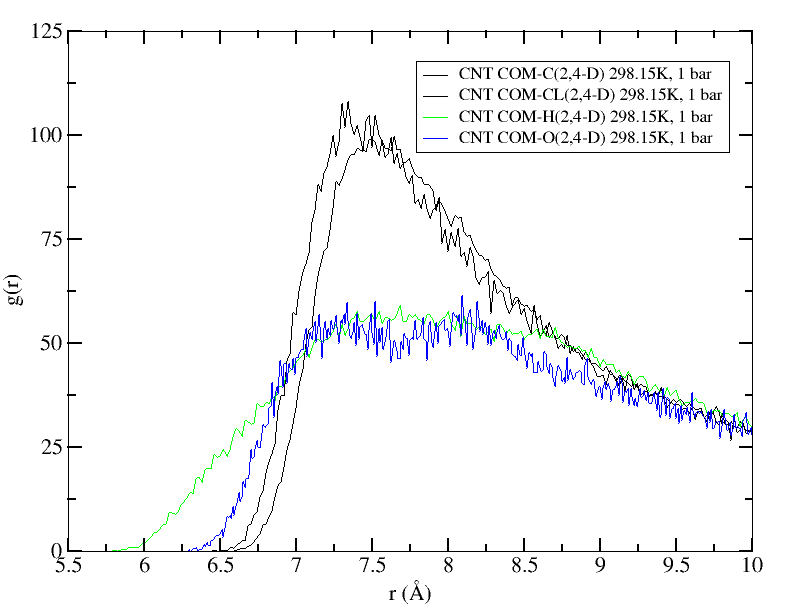 125
100
75
50
25
0
g(r)
CNT COM-C(2,4-D) 298.15K, 1 bar
CNT COM-CL(2,4-D) 298.15K, 1 bar
CNT COM-H(2,4-D) 298.15K, 1 bar
CNT COM-O(2,4-D) 298.15K, 1 bar
5.5 6 6.5 7 7.5 8 8.5 9 9.5 10
r (Å)